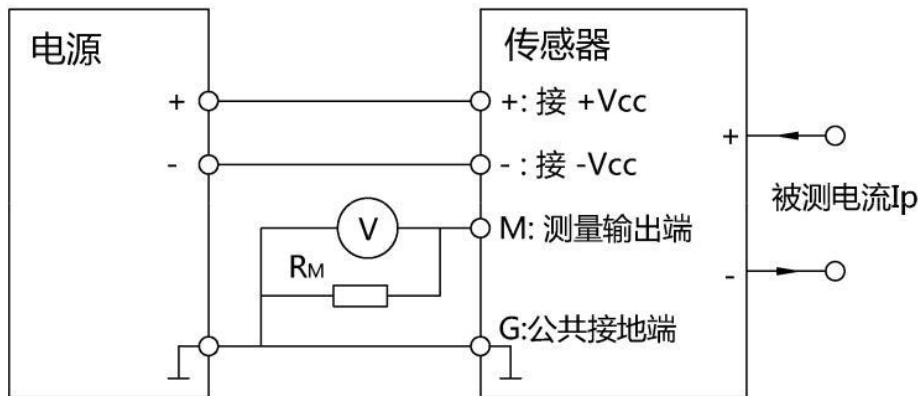 电源
传感器
+
+: 接 +Vcc
-
- : 接 -Vcc
+
-
被测电流Ip
V
M: 测量输出端
RM
G:公共接地端